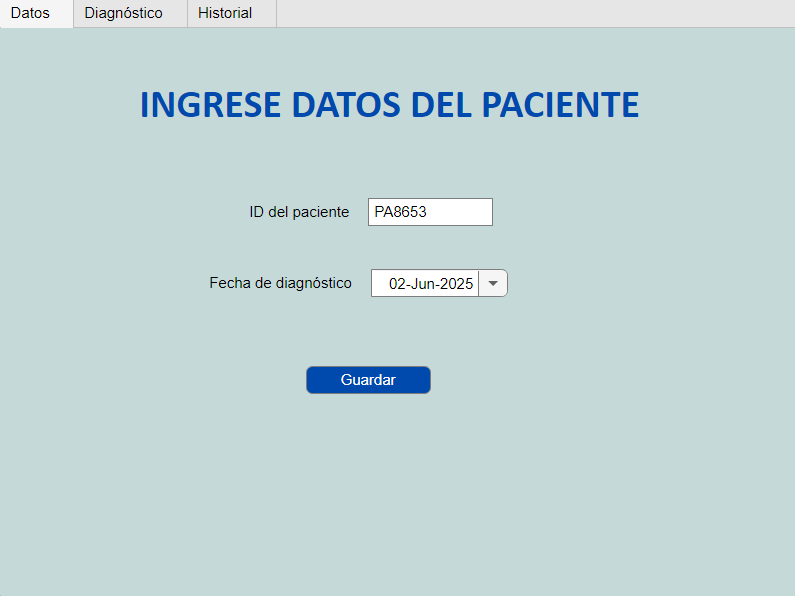 Datos Diagnóstico Historial
INGRESE DATOS DEL PACIENTE
ID del paciente PA8653
Fecha de diagnóstico 02-Jun-2025
Guardar